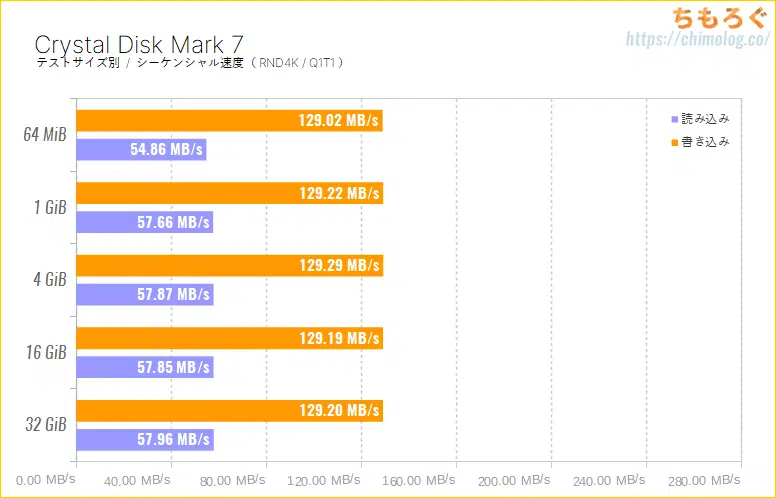 ちもろぐ
https://chimolog.co/
Crystal Disk Mark 7
テストサイズ別 / シーケンシャル速度（RND4K / Q1T1）
読み込み
書き込み
64 MiB
129.02 MB/s
54.86 MB/s
1 GiB
129.22 MB/s
57.66 MB/s
4 GiB
129.29 MB/s
57.87 MB/s
16 GiB
129.19 MB/s
57.85 MB/s
32 GiB
129.20 MB/s
57.96 MB/s
0.00 MB/s 40.00 MB/s 80.00 MB/s 120.00 MB/s 160.00 MB/s 200.00 MB/s 240.00 MB/s 280.00 MB/s